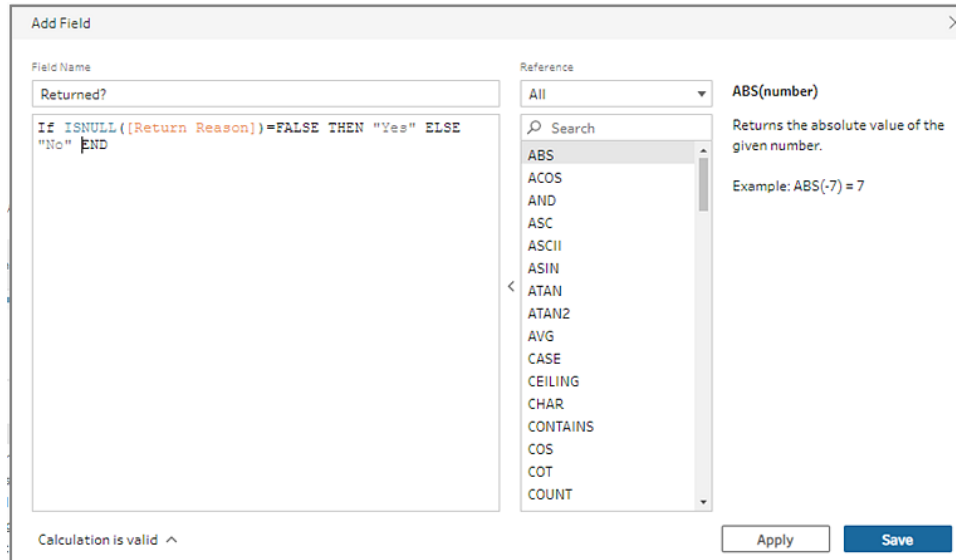 Add Field
Field Name
Returned?
If ISNULL([Return Reason])=FALSE THEN "Yes" ELSE
"No" END
Reference
All
Search
ABS
ACOS
AND
ASC
ASCII
ASIN
ATAN
ATAN2
AVG
CASE
CEILING
CHAR
CONTAINS
COS
COT
COUNT
ABS(number)
Returns the absolute value of the
given number.
Example: ABS(-7) = 7
Calculation is valid
Apply
Save